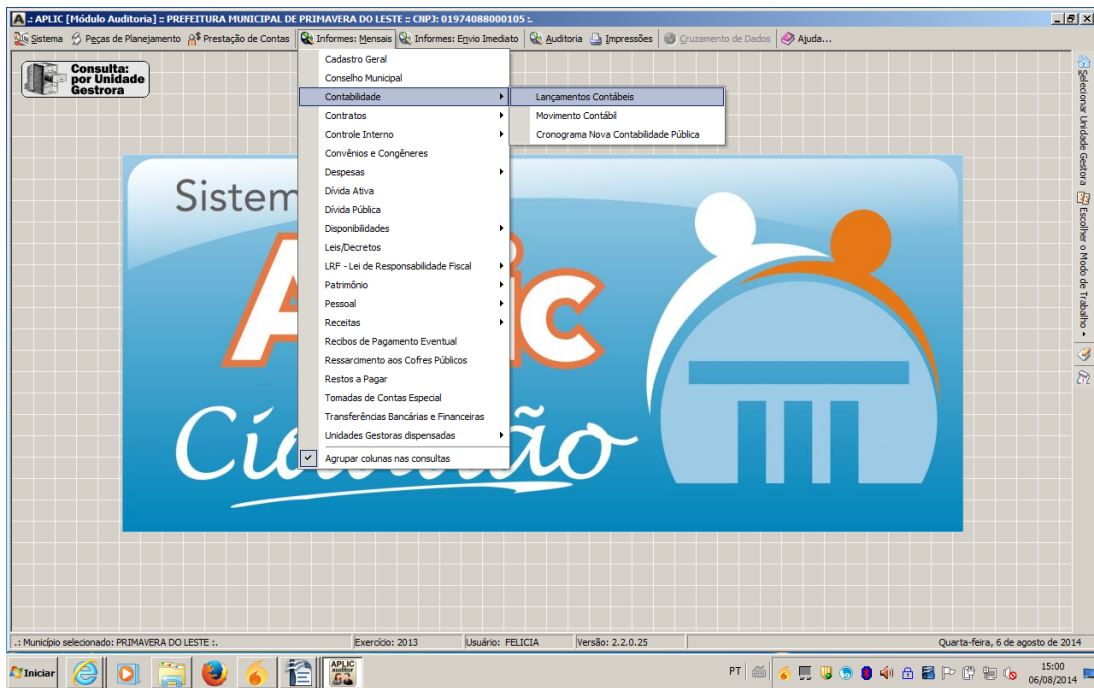 .: APLIC [Módulo Auditoria] :: PREFEITURA MUNICIPAL DE PRIMAVERA DO LESTE :: CNPJ: 01974088000105 :.
Sistema Peças de Planejamento Prestação de Contas Informes: Mensais Informes: Envio Imediato Auditoria Impressões Cruzamento de Dados Ajuda...
Consulta:
por Unidade
Gestrora
Cadastro Geral
Conselho Municipal
Contabilidade
Contratos
Controle Interno
Convênios e Congêneres
Despesas
Dívida Ativa
Dívida Pública
Disponibilidades
Leis/Decretos
LRF - Lei de Responsabilidade Fiscal
Patrimônio
Pessoal
Receitas
Recibos de Pagamento Eventual
Ressarcimento aos Cofres Públicos
Restos a Pagar
Tomadas de Contas Especial
Transferências Bancárias e Financeiras
Unidades Gestoras dispensadas
Agrupar colunas nas consultas
Lançamentos Contábeis
Movimento Contábil
Cronograma Nova Contabilidade Pública
Selecionar Unidade Gestora
Escolher o Modo de Trabalho
Sistem
A ic
Ci ão
.: Município selecionado: PRIMAVERA DO LESTE :. Exercício: 2013 Usuário: FELICIA Versão: 2.2.0.25 Quarta-feira, 6 de agosto de 2014
Iniciar
APLIC
auditor
PT
15:00
06/08/2014